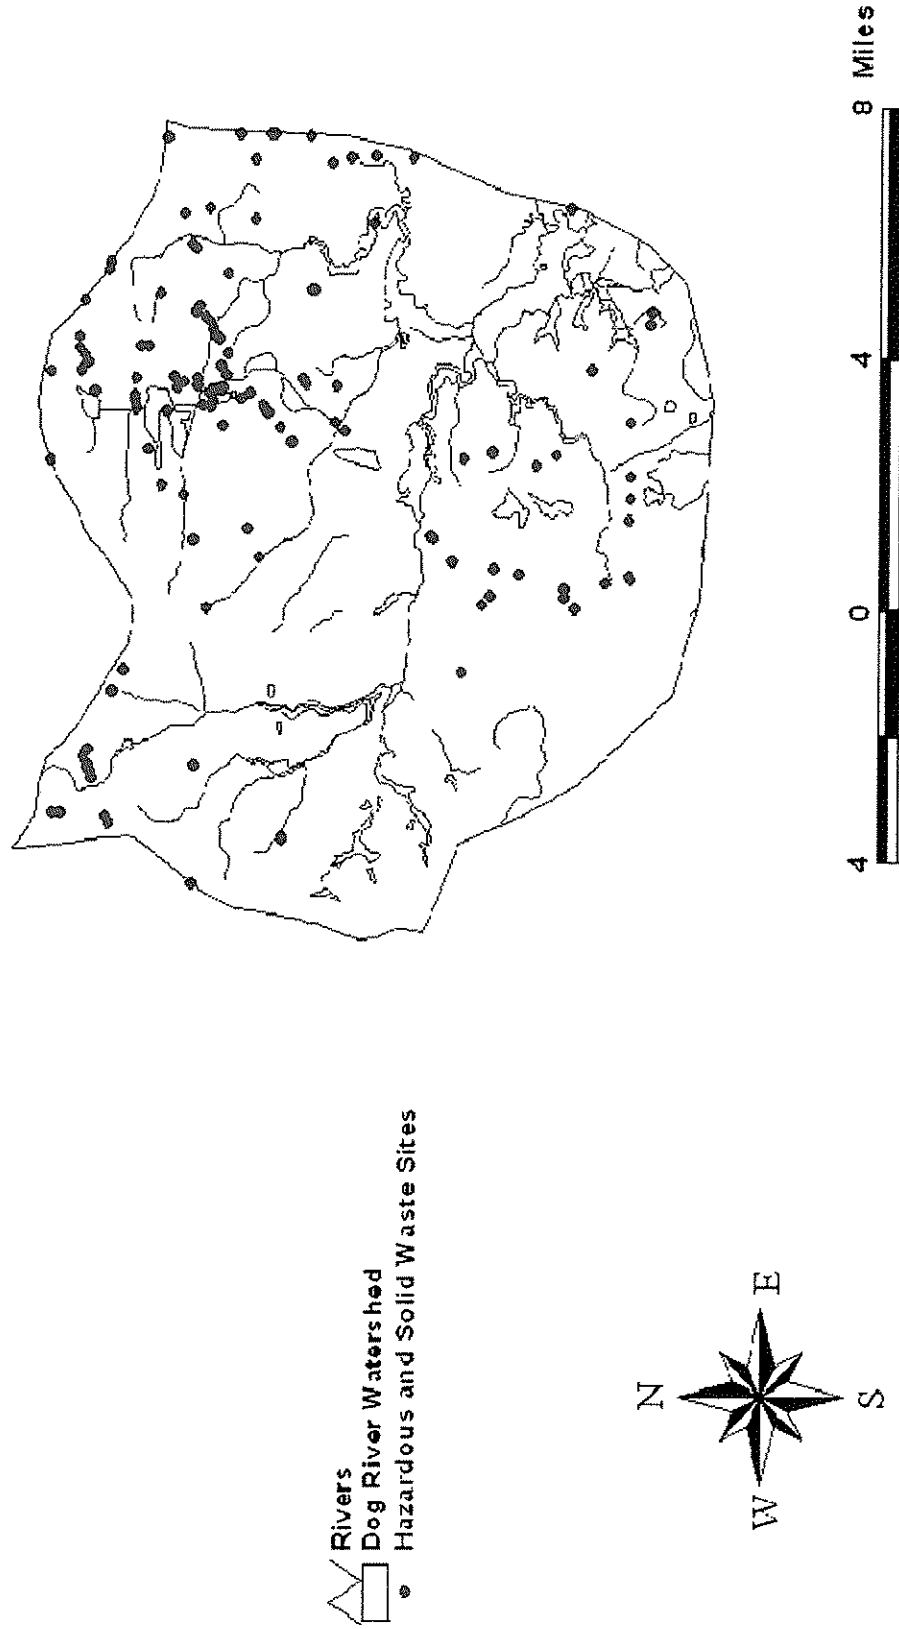 Rivers
Dog River Watershed
Hazardous and Solid Waste Sites
N
W E
S
4 0 4 8 Miles